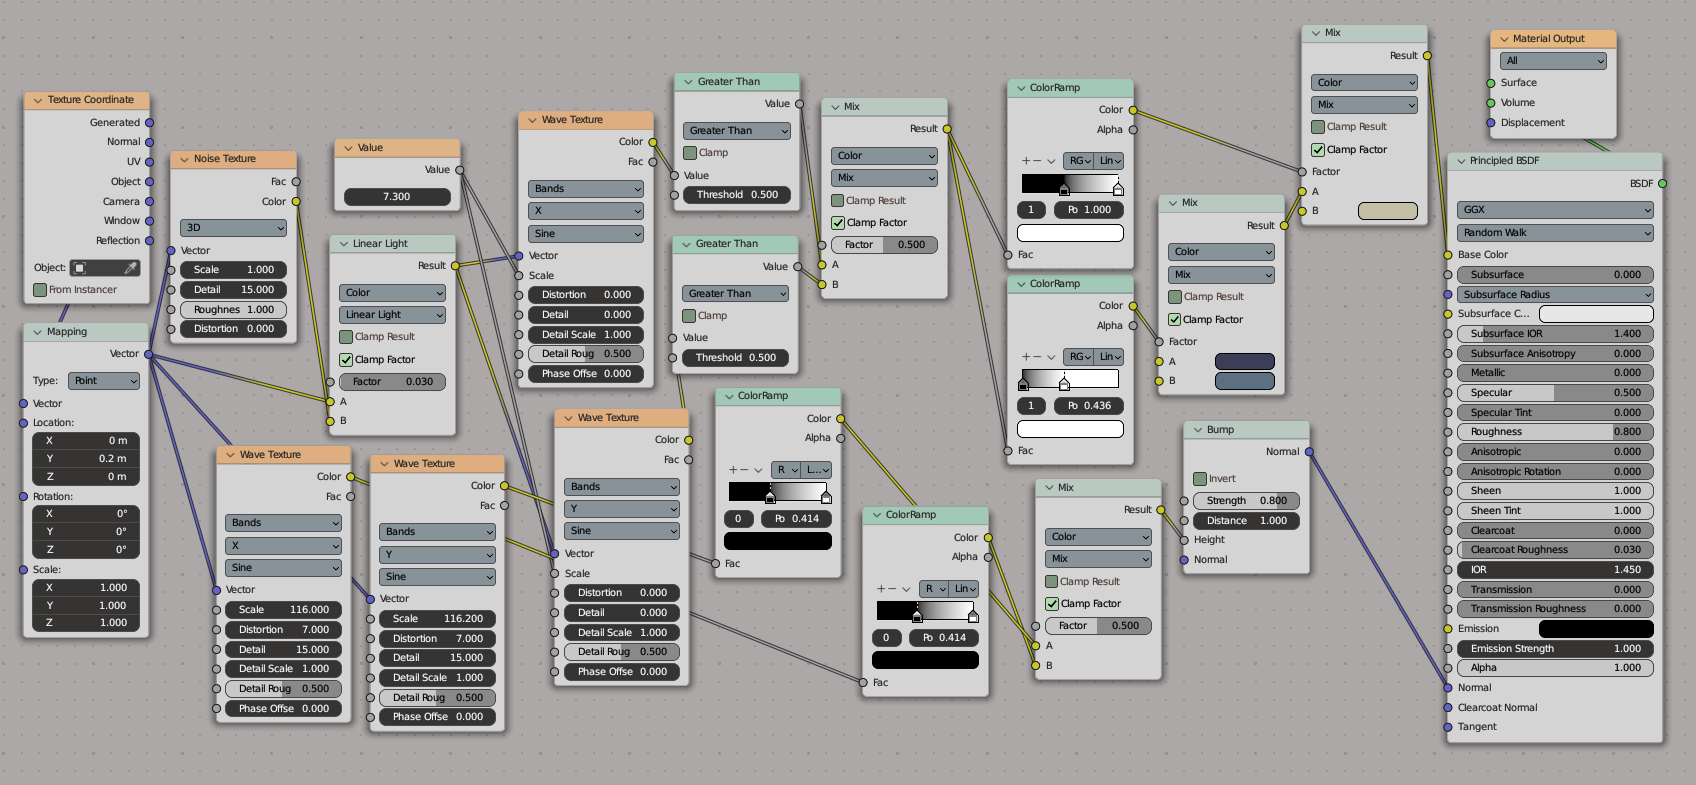 Texture Coordinate
Generated
Normal
UV
Object
Camera
Window
Reflection
Object:
From Instancer
Mapping
Vector
Type: Point
Vector
Location:
X 0 m
Y 0.2 m
Z 0 m
Rotation:
X 0°
Y 0°
Z 0°
Scale:
X 1.000
Y 1.000
Z 1.000
Noise Texture
Fac
Color
3D
Vector
Scale 1.000
Detail 15.000
Roughnes 1.000
Distortion 0.000
Wave Texture
Color
Fac
Bands
X
Sine
Vector
Scale 116.000
Distortion 7.000
Detail 15.000
Detail Scale 1.000
Detail Roug 0.500
Phase Offse 0.000
Value
Value
7.300
Linear Light
Result
Color
Linear Light
Clamp Result
Clamp Factor
Factor 0.030
A
B
Wave Texture
Color
Fac
Bands
Y
Sine
Vector
Scale 116.200
Distortion 7.000
Detail 15.000
Detail Scale 1.000
Detail Roug 0.500
Phase Offse 0.000
Wave Texture
Color
Fac
Bands
X
Sine
Vector
Scale
Distortion 0.000
Detail 0.000
Detail Scale 1.000
Detail Roug 0.500
Phase Offse 0.000
Wave Texture
Color
Fac
Bands
Y
Sine
Vector
Scale
Distortion 0.000
Detail 0.000
Detail Scale 1.000
Detail Roug 0.500
Phase Offse 0.000
Greater Than
Value
Greater Than
Clamp
Value
Threshold 0.500
Greater Than
Value
Greater Than
Clamp
Value
Threshold 0.500
ColorRamp
Color
Alpha
R L...
0 Po 0.414
Fac
Mix
Result
Color
Mix
Clamp Result
Clamp Factor
Factor 0.500
A
B
ColorRamp
Color
Alpha
R Lin
0 Po 0.414
Fac
ColorRamp
Color
Alpha
RG Lin
1 Po 1.000
Fac
ColorRamp
Color
Alpha
RG Lin
1 Po 0.436
Fac
Mix
Result
Color
Mix
Clamp Result
Clamp Factor
Factor 0.500
A
B
Mix
Result
Color
Mix
Clamp Result
Clamp Factor
Factor
A
B
Bump
Normal
Invert
Strength 0.800
Distance 1.000
Height
Normal
Mix
Result
Color
Mix
Clamp Result
Clamp Factor
Factor
A
B
Material Output
All
Surface
Volume
Displacement
Principled BSDF
BSDF
GGX
Random Walk
Base Color
Subsurface 0.000
Subsurface Radius
Subsurface C...
Subsurface IOR 1.400
Subsurface Anisotropy 0.000
Metallic 0.000
Specular 0.500
Specular Tint 0.000
Roughness 0.800
Anisotropic 0.000
Anisotropic Rotation 0.000
Sheen 1.000
Sheen Tint 1.000
Clearcoat 0.000
Clearcoat Roughness 0.030
IOR 1.450
Transmission 0.000
Transmission Roughness 0.000
Emission
Emission Strength 1.000
Alpha 1.000
Normal
Clearcoat Normal
Tangent